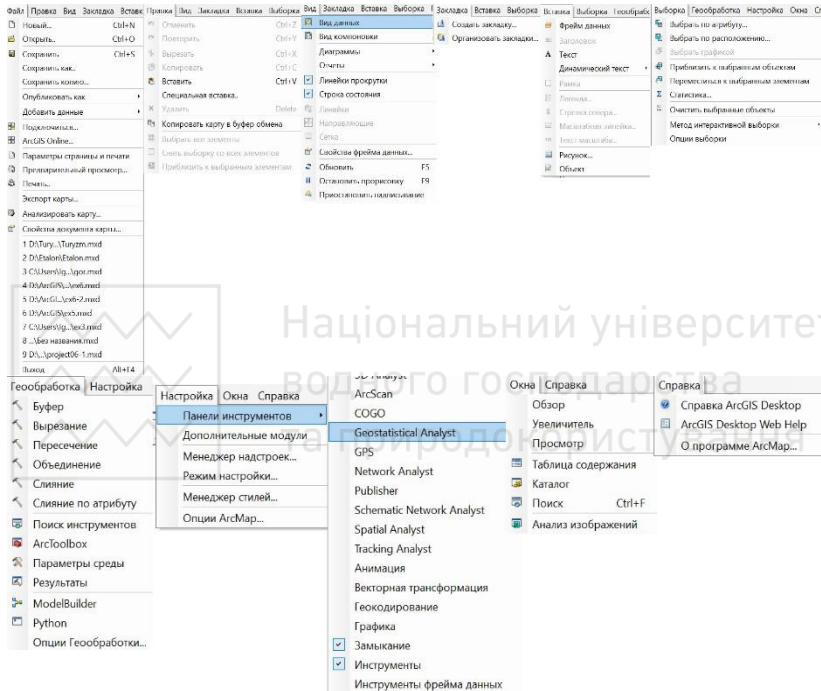 Файл Правка Вид Закладка Вставк
Новый... Ctrl+N
Открыть... Ctrl+O
Сохранить Ctrl+S
Сохранить как...
Сохранить копию...
Опубликовать как
Добавить данные
Подключиться...
ArcGIS Online...
Параметры страницы и печати
Предварительный просмотр...
Печать...
Экспорт карты...
Анализировать карту...
Свойства документа карты...
1 D:\Tury...\Turyzm.mxd
2 D:\Etalon\Etalon.mxd
3 C:\Users\Ig...\gor.mxd
4 D:\ArcGIS\...\ex6.mxd
5 D:\ArcGI...\ex6-2.mxd
6 D:\ArcGIS\ex5.mxd
7 C:\Users\Ig...\ex3.mxd
8 ...\Без названия.mxd
9 D:\...\project06-1.mxd
Выход Alt+F4
Правка Вид Закладка Вставка Выборка
Отменить Ctrl+Z
Повторить Ctrl+Y
Вырезать Ctrl+X
Копировать Ctrl+C
Вставить Ctrl+V
Специальная вставка...
Удалить Delete
Копировать карту в буфер обмена
Выбрать все элементы
Снять выборку со всех элементов
Приблизить к выбранным элементам
Вид Закладка Вставка Выборка
Вид данных
Вид компоновки
Диаграммы
Отчеты
Линейки прокрутки
Строка состояния
Линейки
Направляющие
Сетка
Свойства фрейма данных...
Обновить F5
Остановить прорисовку F9
Приостановить надписывание
Закладка Вставка Выборка
Создать закладку...
Организовать закладки...
Вставка Выборка Геообрабо
Фрейм данных
Заголовок
Текст
Динамический текст
Рамка
Легенда...
Стрелка севера...
Масштабная линейка...
Текст масштаба...
Рисунок...
Объект
Выборка Геообработка Настройка Окна Сп
Выбрать по атрибуту...
Выбрать по расположению...
Выбрать графикой
Приблизить к выбранным объектам
Переместиться к выбранным элементам
Статистика...
Очистить выбранные объекты
Метод интерактивной выборки
Опции выборки
Національний університет
водного господарства
та природокористування
Геообработка Настройка
Буфер
Вырезание
Пересечение
Объединение
Слияние
Слияние по атрибуту
Поиск инструментов
ArcToolbox
Параметры среды
Результаты
ModelBuilder
Python
Опции Геообработки...
Настройка Окна Справка
Панели инструментов
Дополнительные модули
Менеджер надстроек...
Режим настройки...
Менеджер стилей...
Опции ArcMap...
3D Analyst
ArcScan
COGO
Geostatistical Analyst
GPS
Network Analyst
Publisher
Schematic Network Analyst
Spatial Analyst
Tracking Analyst
Анимация
Векторная трансформация
Геокодирование
Графика
Замыкание
Инструменты
Инструменты фрейма данных
Окна Справка
Обзор
Увеличитель
Просмотр
Таблица содержания
Каталог
Поиск Ctrl+F
Анализ изображений
Справка
Справка ArcGIS Desktop
ArcGIS Desktop Web Help
О программе ArcMap...